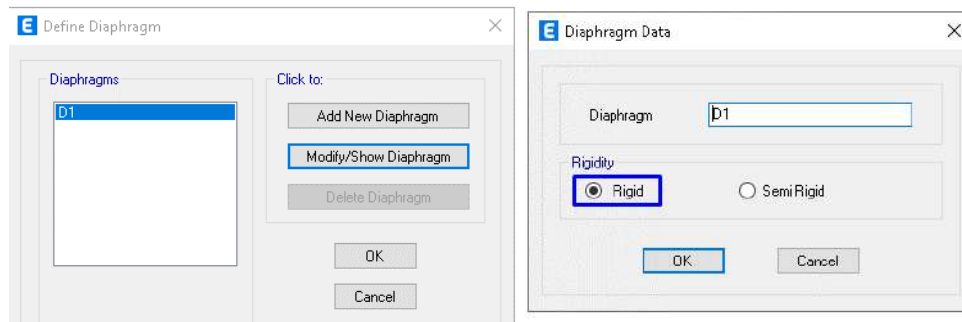 E Define Diaphragm
Diaphragms
D1
Click to:
Add New Diaphragm
Modify/Show Diaphragm
Delete Diaphragm
OK
Cancel
E Diaphragm Data
Diaphragm D1
Rigidity
Rigid Semi Rigid
OK Cancel